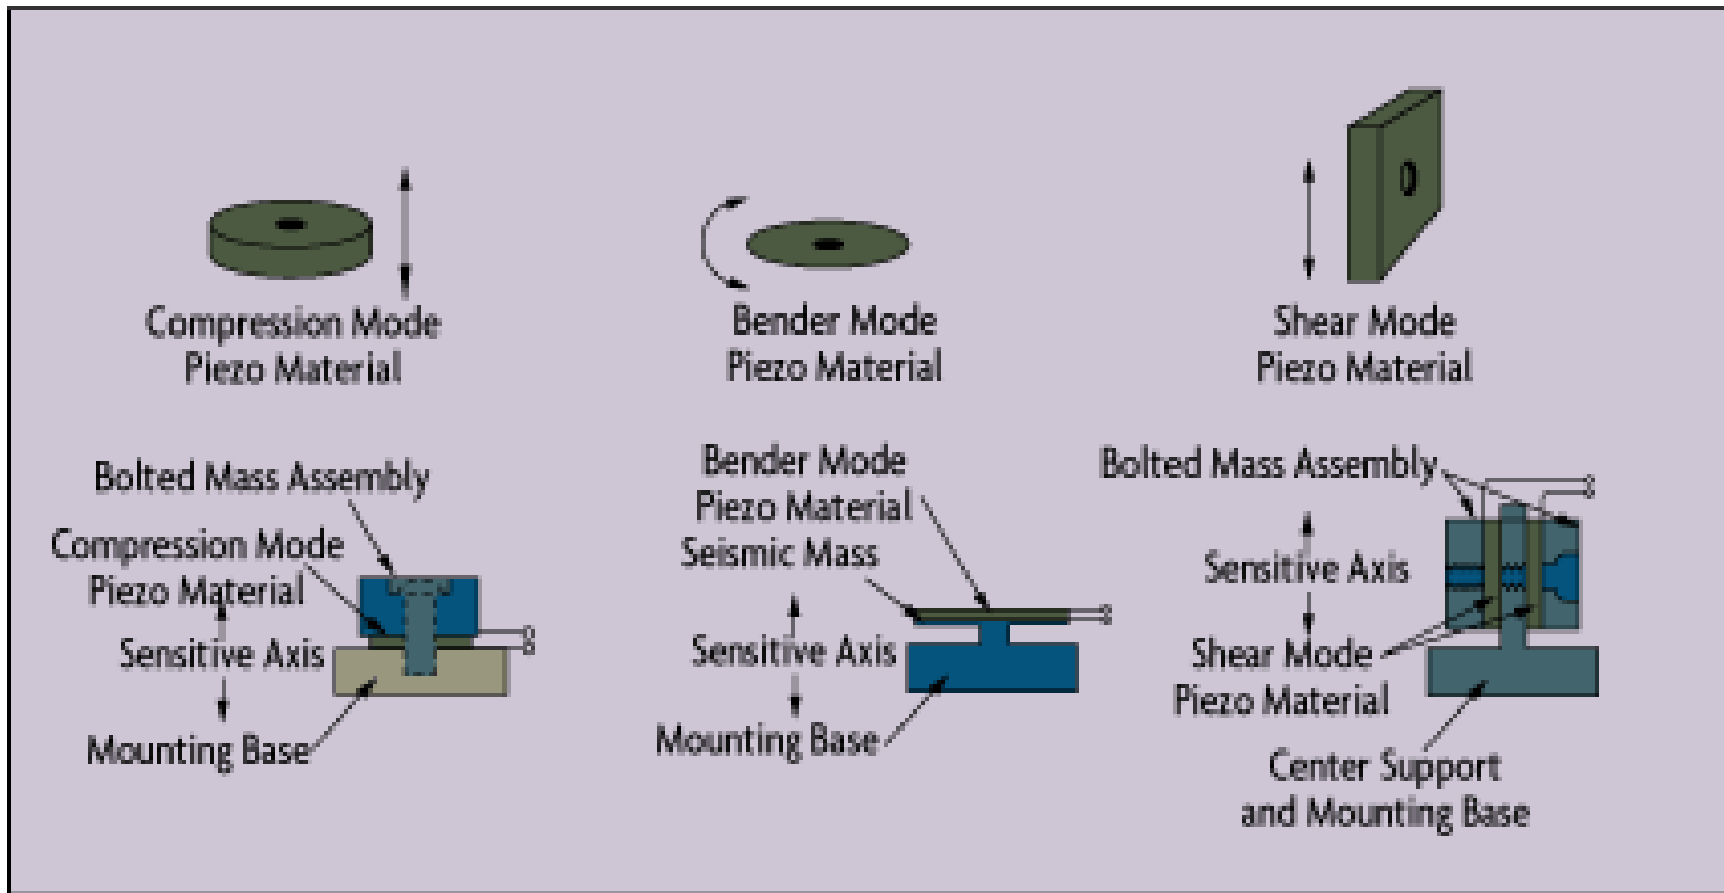 Compression Mode
Piezo Material
Bender Mode
Piezo Material
Shear Mode
Piezo Material
Bolted Mass Assembly
Compression Mode
Piezo Material
Sensitive Axis
Mounting Base
Bender Mode
Piezo Material
Seismic Mass
Sensitive Axis
Mounting Base
Bolted Mass Assembly
Sensitive Axis
Shear Mode
Piezo Material
Center Support
and Mounting Base